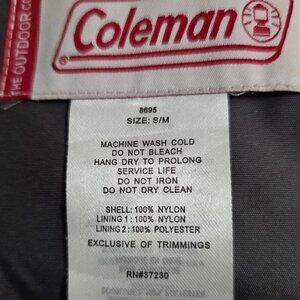 THE OUTDOOR CO
Coleman
8695
SIZE: S/M
MACHINE WASH COLD
DO NOT BLEACH
HANG DRY TO PROLONG
SERVICE LIFE
DO NOT IRON
DO NOT DRY CLEAN
SHELL: 100% NYLON
LINING 1: 100% NYLON
LINING 2: 100% POLYESTER
EXCLUSIVE OF TRIMMINGS
RN#37230